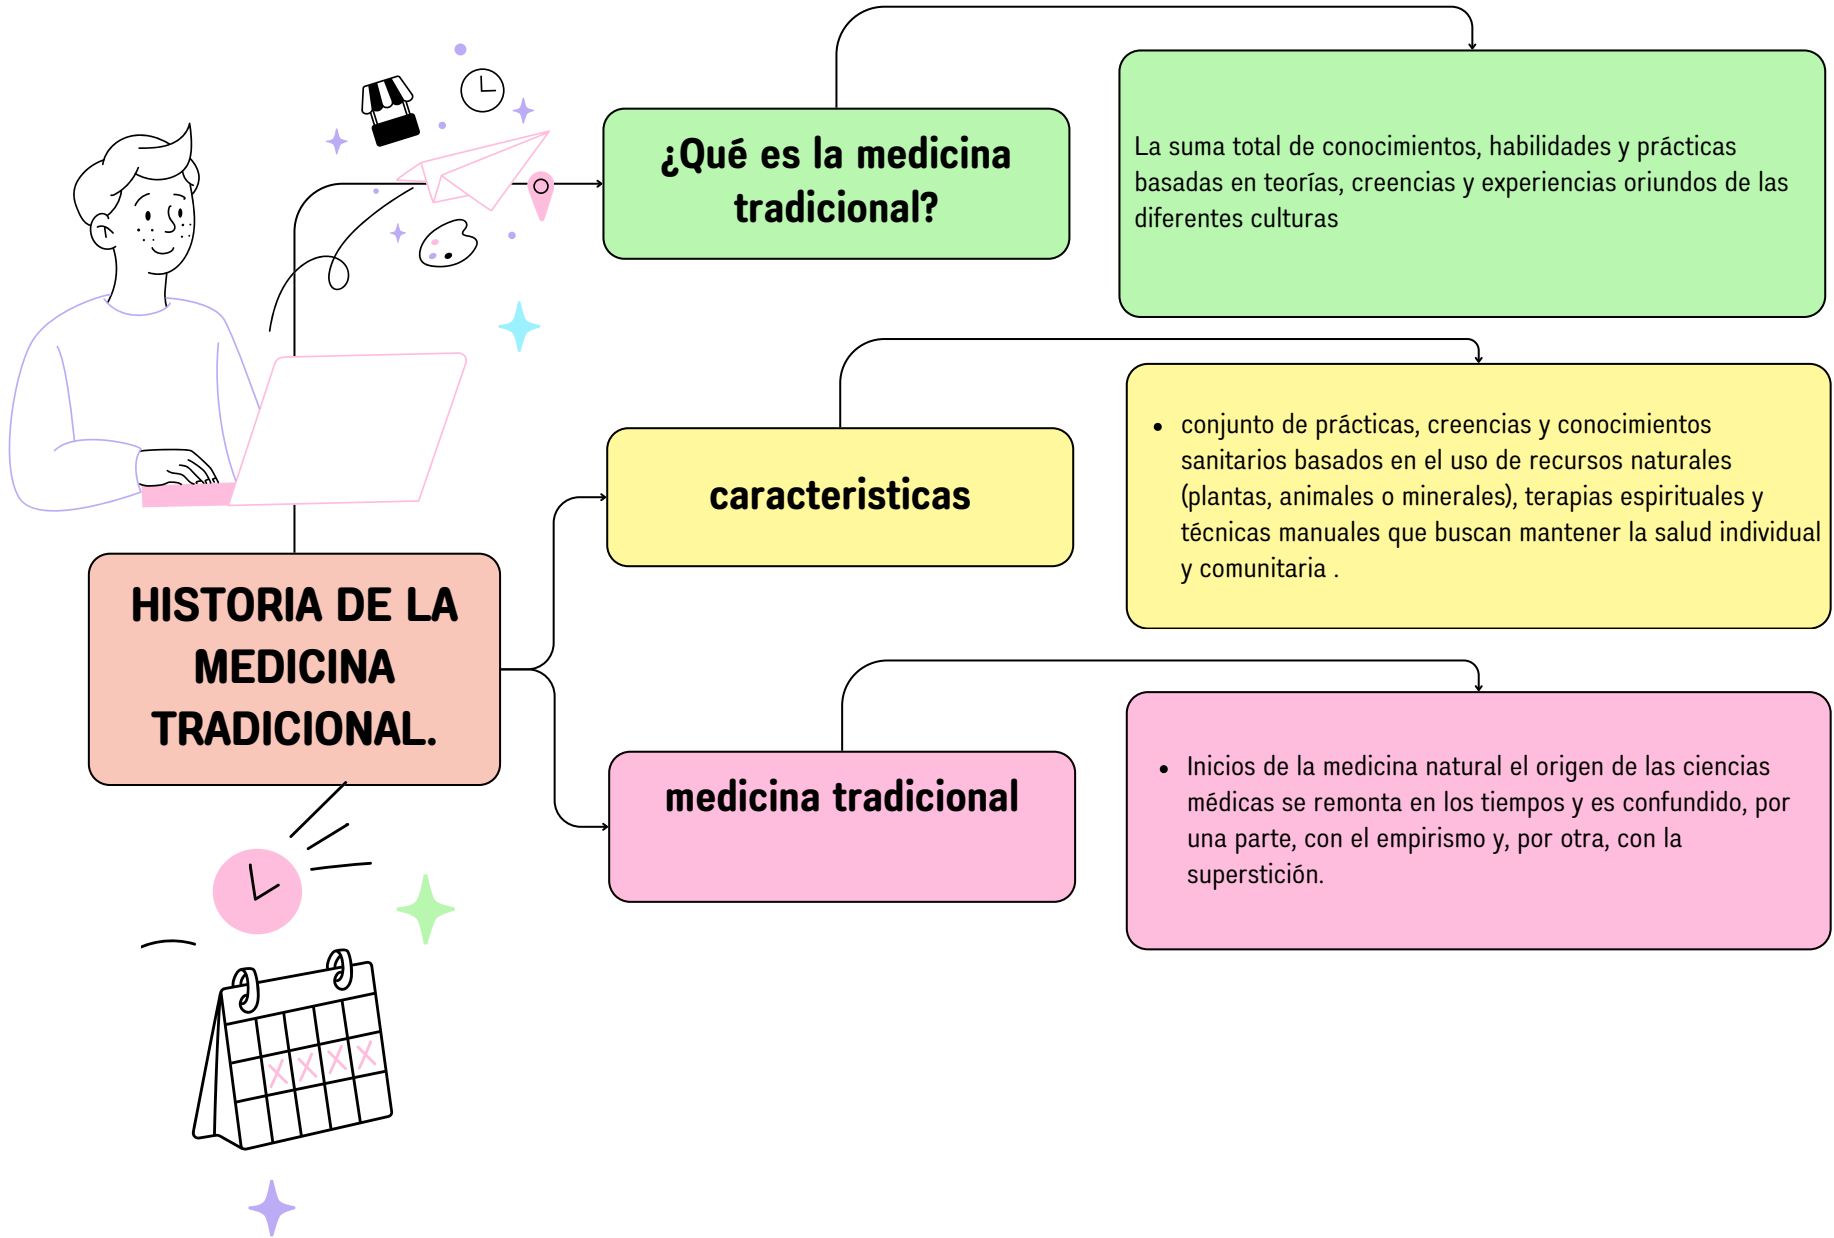 ¿Qué es la medicina
tradicional?
La suma total de conocimientos, habilidades y prácticas
basadas en teorías, creencias y experiencias oriundos de las
diferentes culturas
caracteristicas
conjunto de prácticas, creencias y conocimientos
sanitarios basados en el uso de recursos naturales
(plantas, animales o minerales), terapias espirituales y
técnicas manuales que buscan mantener la salud individual
y comunitaria .
HISTORIA DE LA
MEDICINA
TRADICIONAL.
medicina tradicional
Inicios de la medicina natural el origen de las ciencias
médicas se remonta en los tiempos y es confundido, por
una parte, con el empirismo y, por otra, con la
superstición.